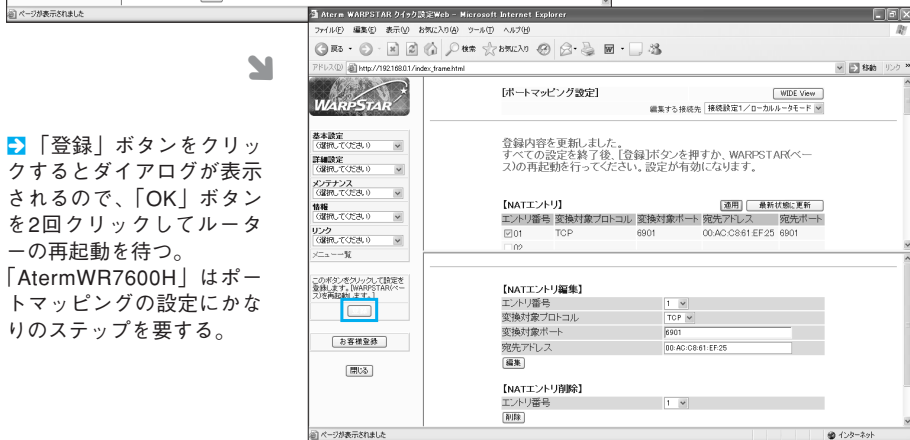 ページが表示されました
Aterm WARPSTAR クイック設定Web - Microsoft Internet Explorer
ファイル(F) 編集(E) 表示(V) お気に入り(A) ツール(T) ヘルプ(H)
戻る 検索 お気に入り
アドレス(D) http://192.168.0.1/index_frame.html 移動 リンク »
WARPSTAR
基本設定
(選択してください)
詳細設定
(選択してください)
メンテナンス
(選択してください)
情報
(選択してください)
リンク
(選択してください)
メニュー一覧
このボタンをクリックして設定を
登録します。[WARPSTAR(ベー
ス)を再起動します。]
お客様登録
閉じる
[ポートマッピング設定] WIDE View
編集する接続先 接続設定1/ローカルルータモード
登録内容を更新しました。
すべての設定を終了後、[登録]ボタンを押すか、WARPSTAR(ベー
ス)の再起動を行ってください。設定が有効になります。
【NATエントリ】 適用 最新状態に更新
エントリ番号 変換対象プロトコル 変換対象ポート 宛先アドレス 宛先ポート
01 TCP 6901 00:AC:C8:61:EF:25 6901
02
【NATエントリ編集】
エントリ番号 1
変換対象プロトコル TCP
変換対象ポート 6901
宛先アドレス 00:AC:C8:61:EF:25
編集
【NATエントリ削除】
エントリ番号 1
削除
ページが表示されました インターネット
「登録」ボタンをクリッ
クするとダイアログが表示
されるので、「OK」ボタン
を2回クリックしてルータ
ーの再起動を待つ。
「AtermWR7600H」はポー
トマッピングの設定にかな
りのステップを要する。